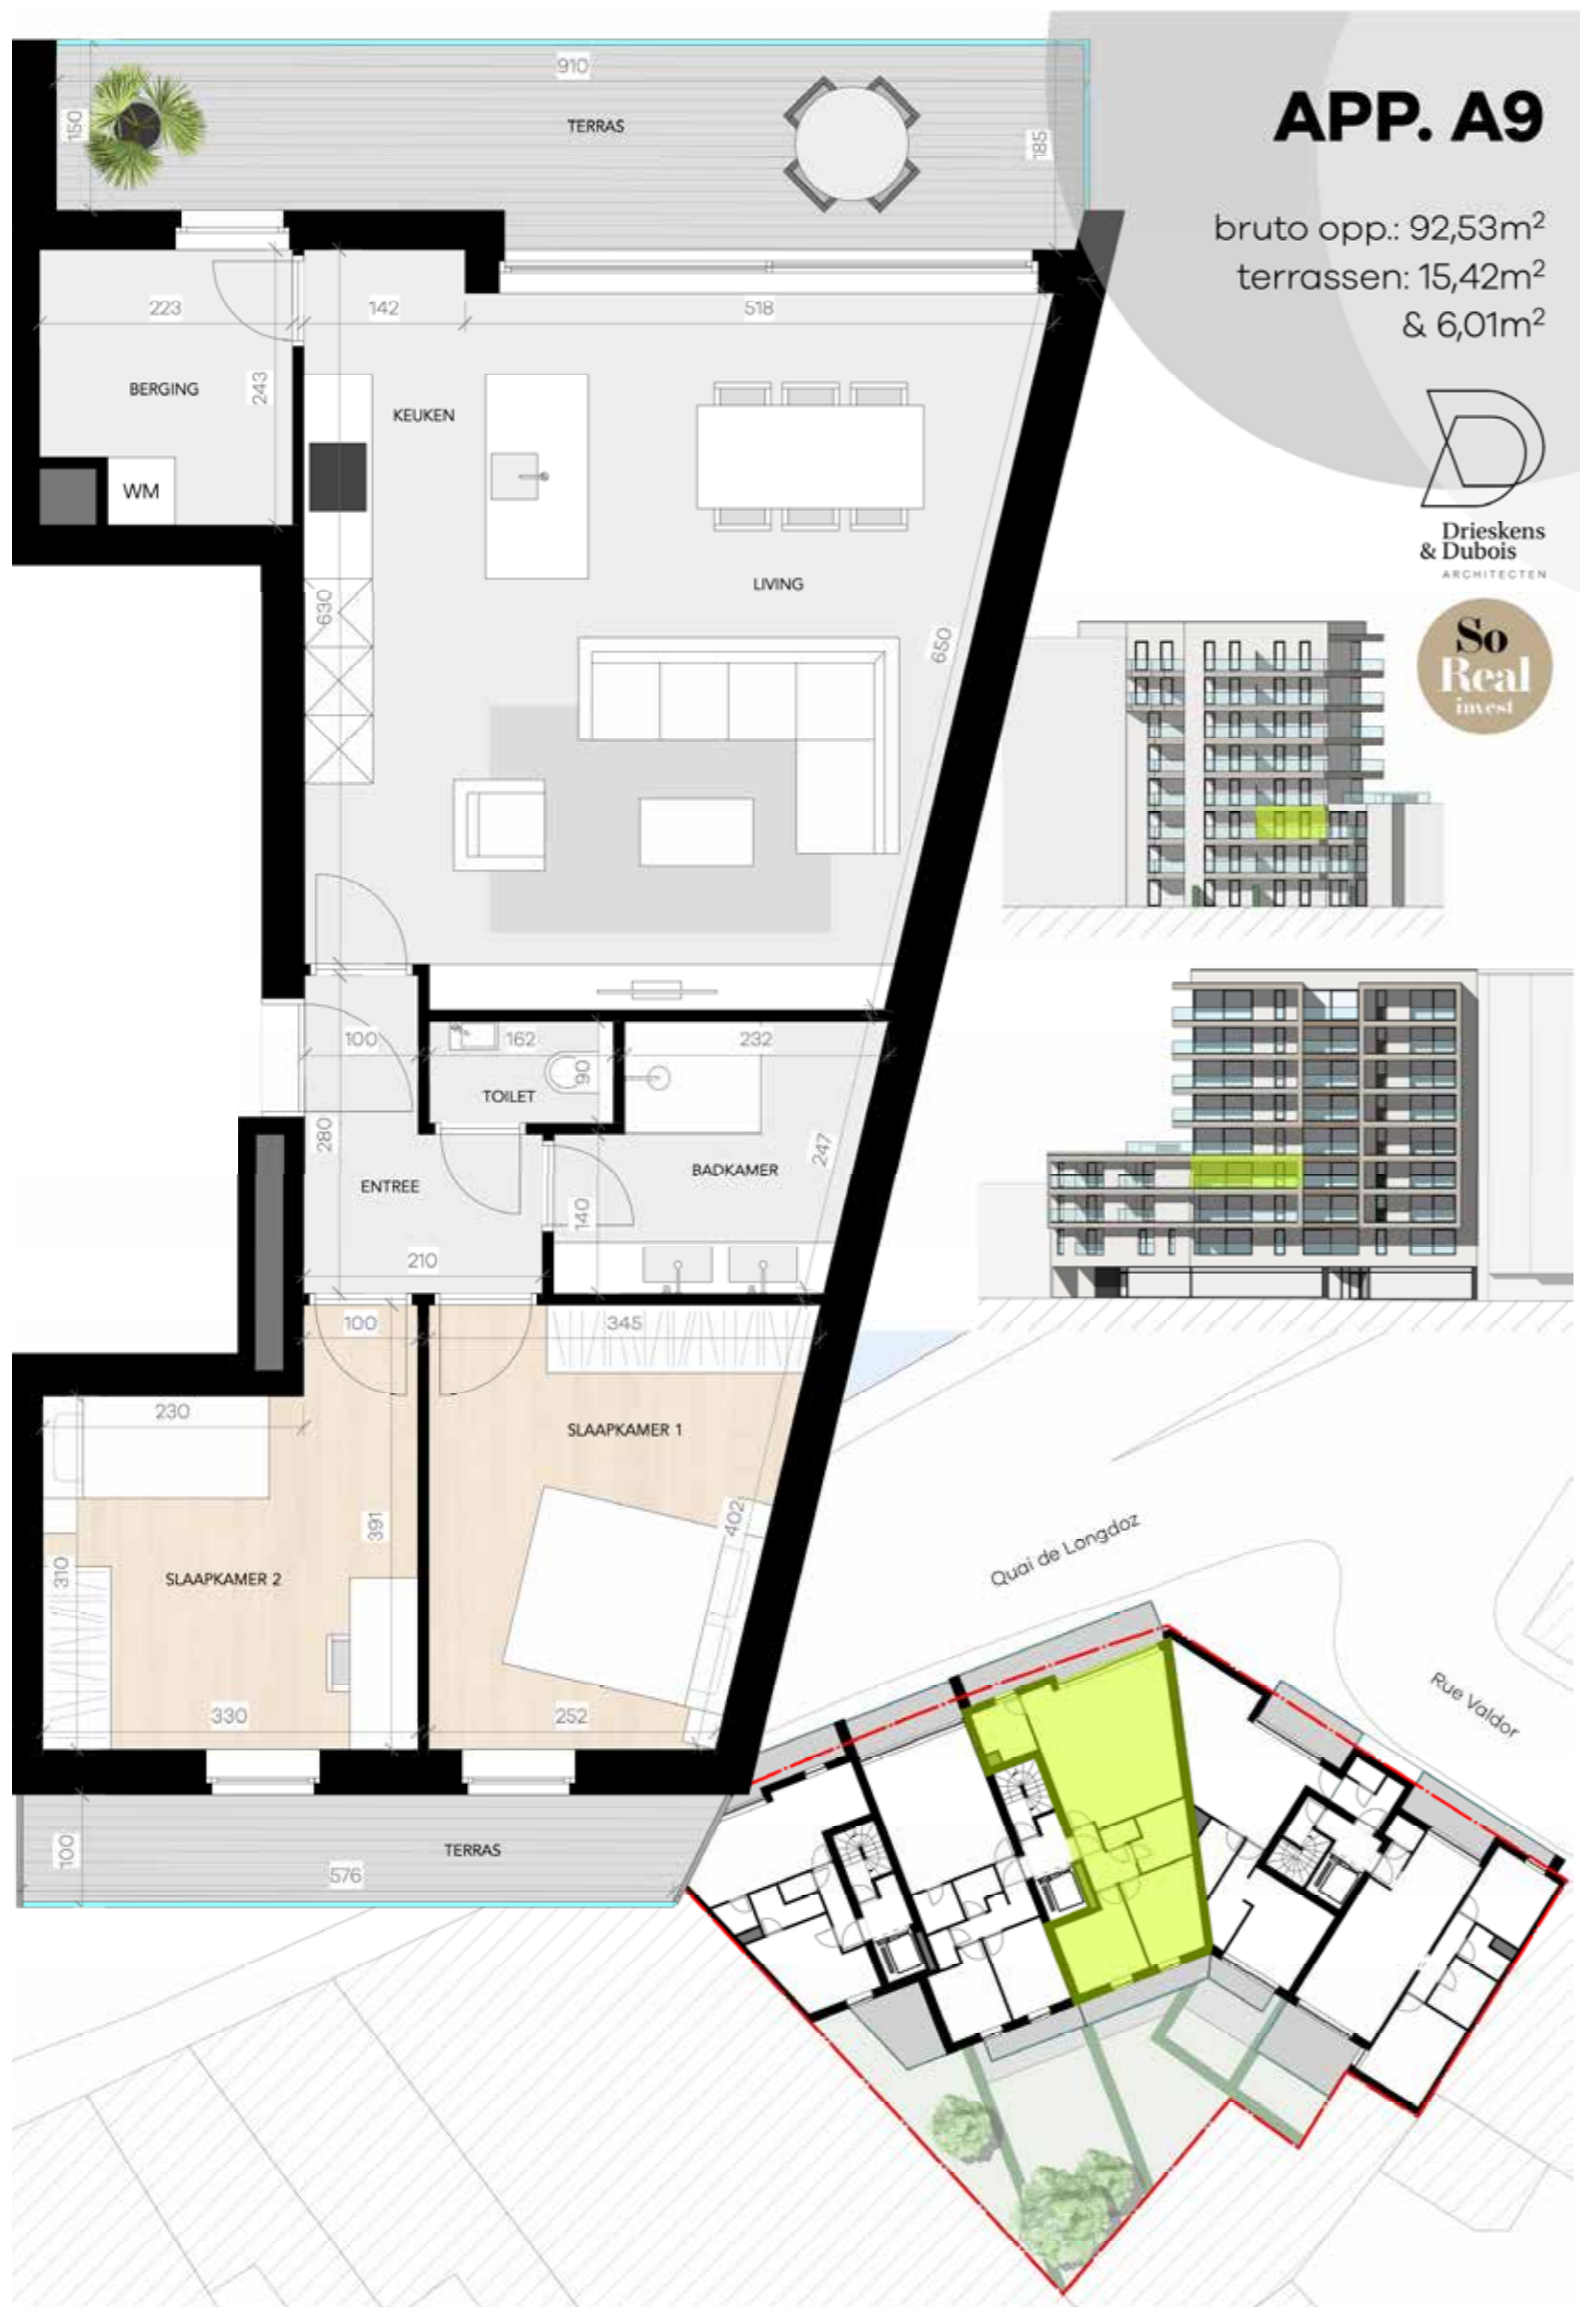 APP. A9
bruto opp.: 92,53m²
terrassen: 15,42m²
& 6,01m²
Drieskens
& Dubois
ARCHITECTEN
So
Real
invest
910
150
TERRAS
185
223
142
518
BERGING
243
KEUKEN
WM
LIVING
630
650
100
162
232
90
TOILET
280
247
BADKAMER
ENTREE
140
210
100
345
230
SLAAPKAMER 1
391
402
310
SLAAPKAMER 2
330
252
100
TERRAS
576
Quai de Longdoz
Rue Valdor